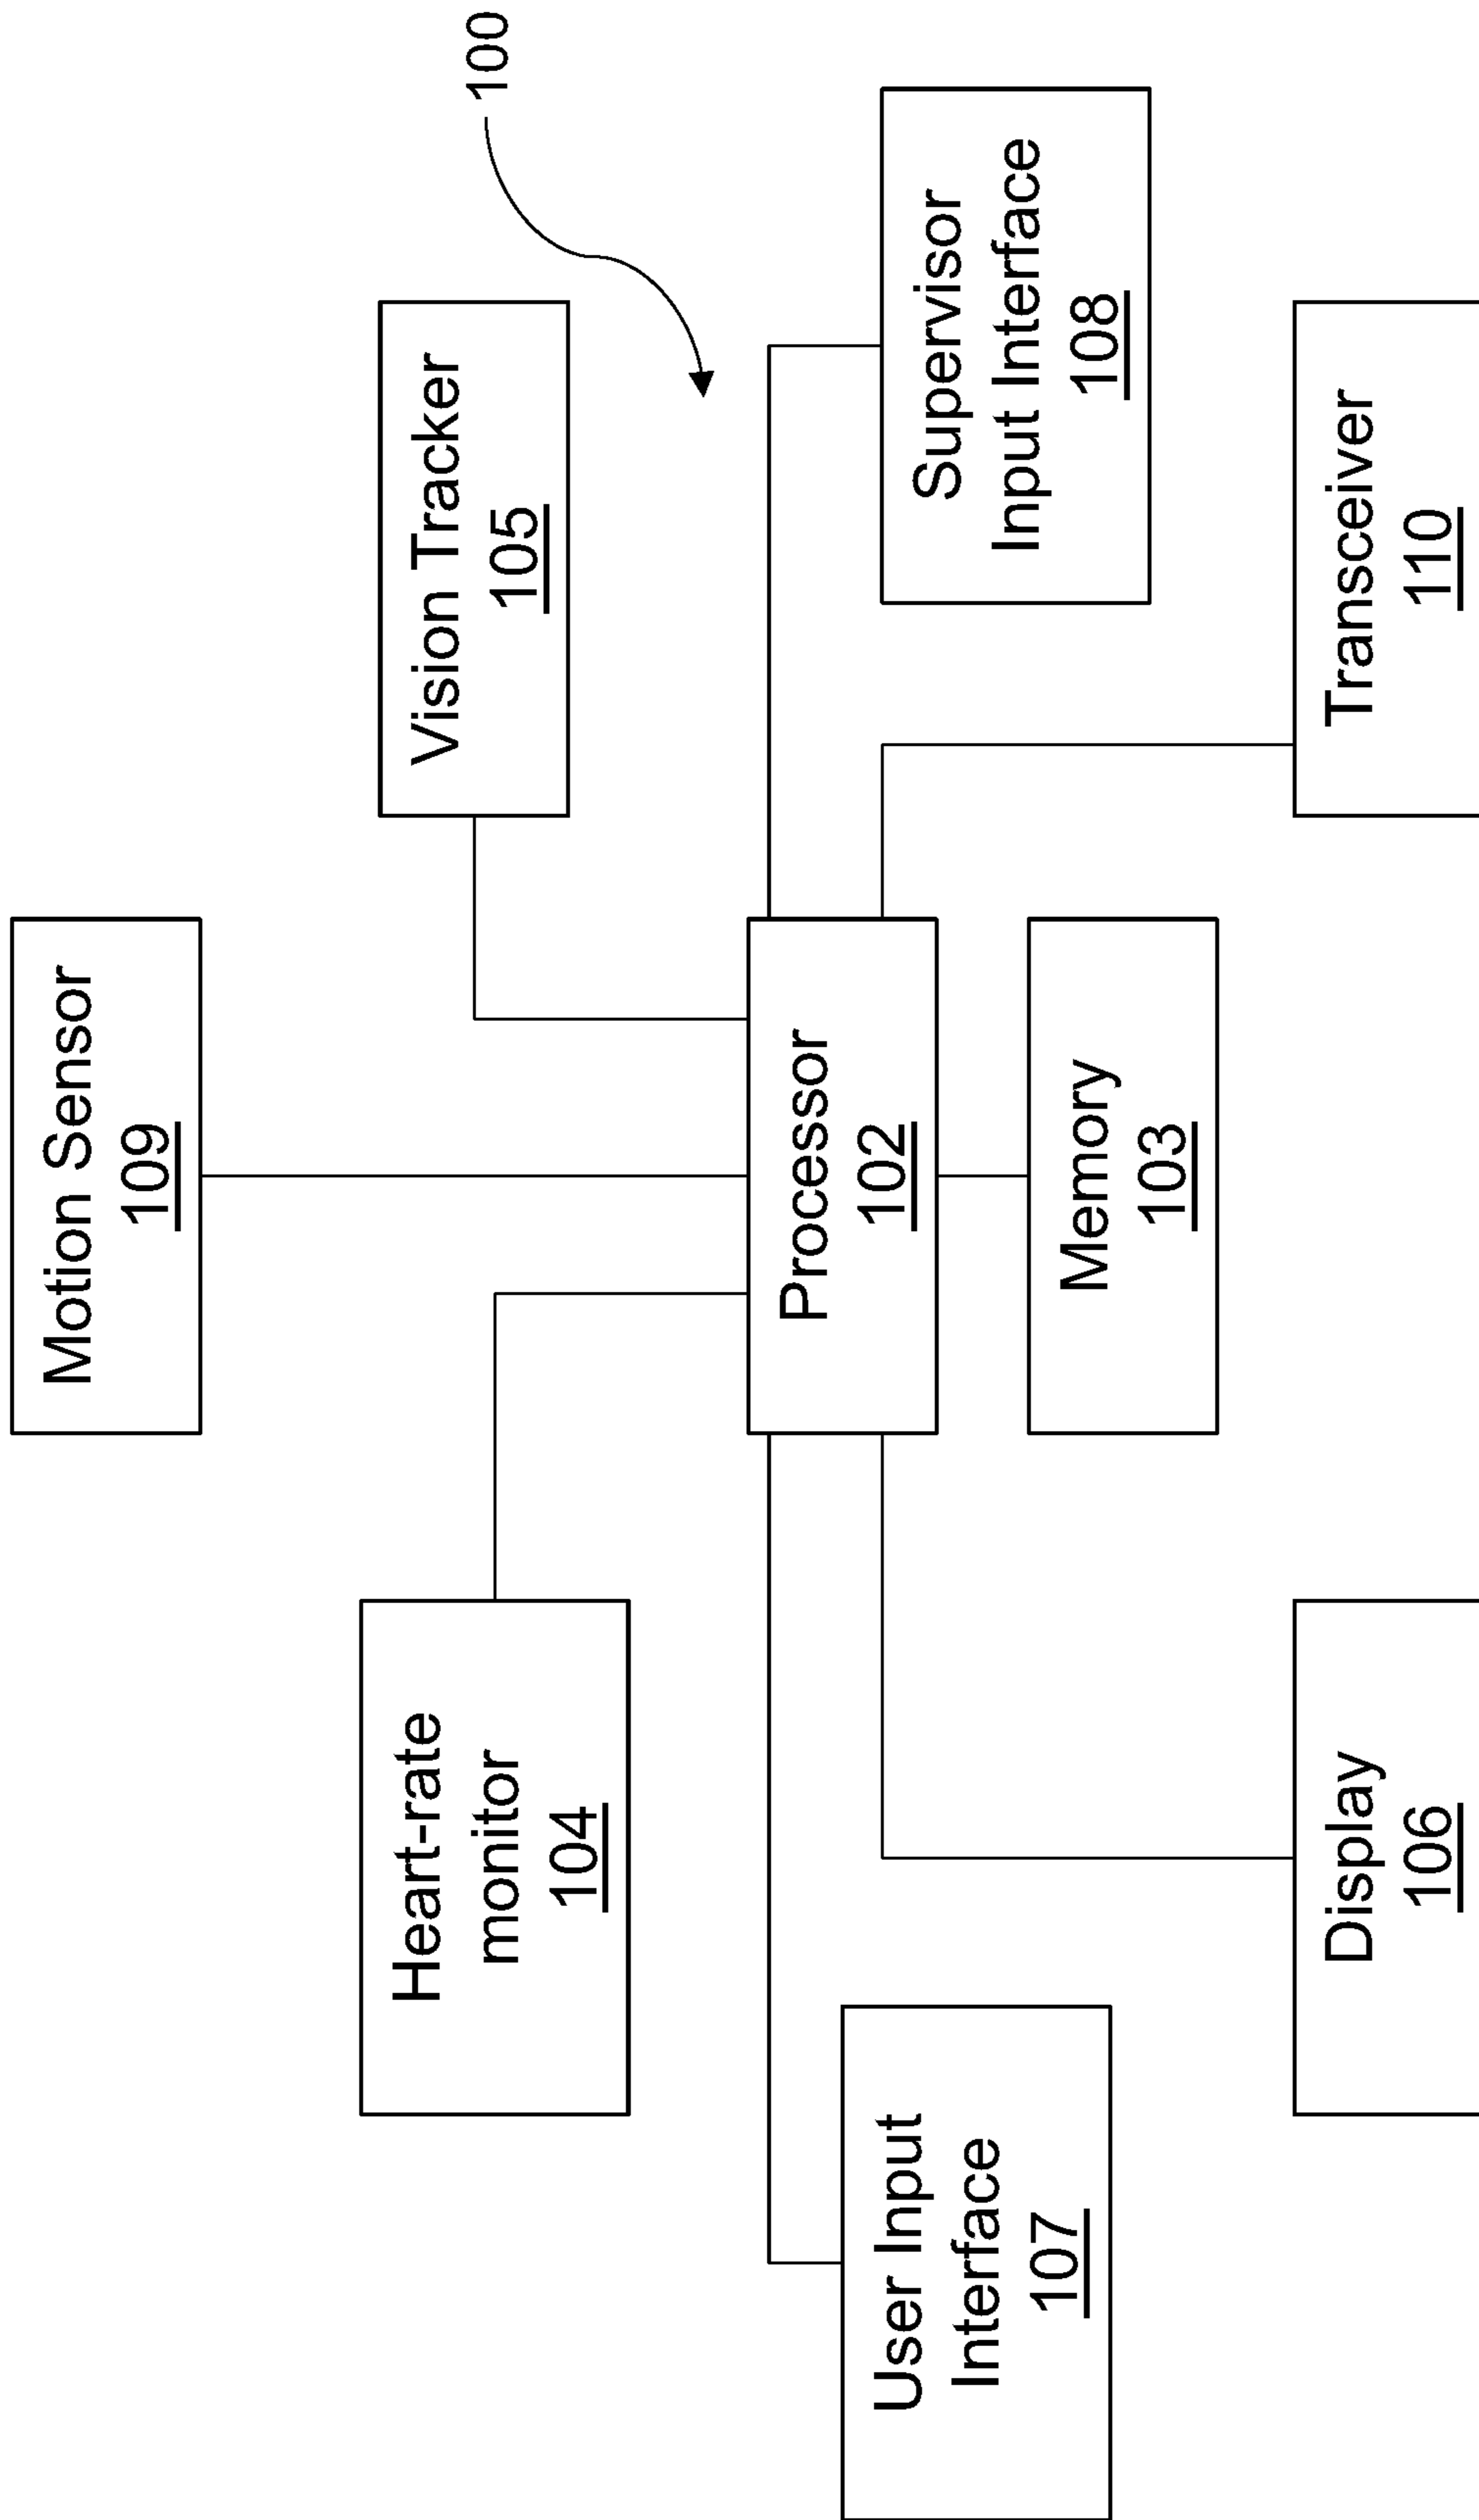 100
Motion Sensor
109
Heart-rate
monitor
104
Vision Tracker
105
User Input
Interface
107
Processor
102
Supervisor
Input Interface
108
Memory
103
Display
106
Transceiver
110